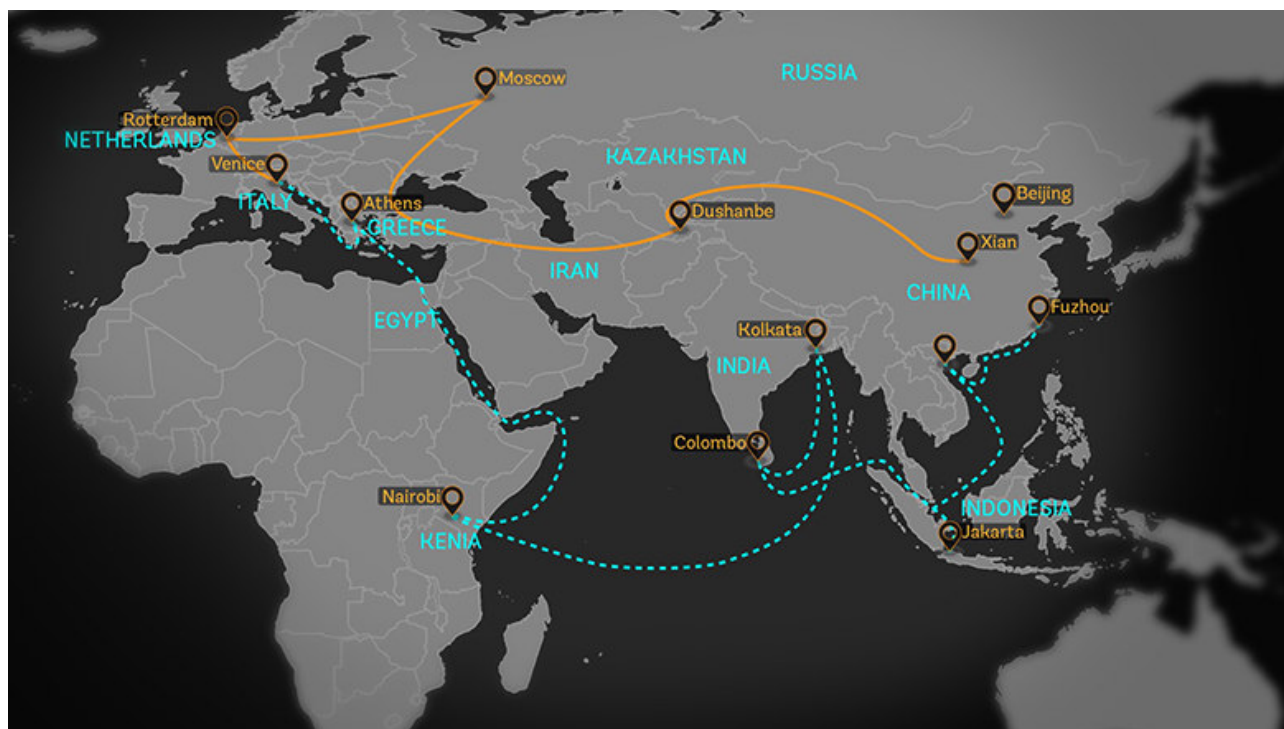 Moscow
RUSSIA
Rotterdam
NETHERLANDS
Venice
KAZAKHSTAN
ITALY
Athens
Beijing
GREECE
Dushanbe
Xian
IRAN
CHINA
EGYPT
Fuzhou
Kolkata
INDIA
Colombo
Nairobi
INDONESIA
KENIA
Jakarta